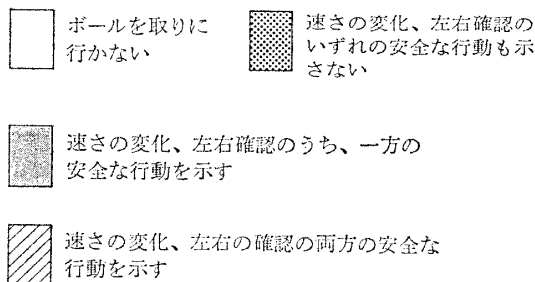 ボールを取りに
行かない
速さの変化、左右確認の
いずれの安全な行動も示
さない
速さの変化、左右確認のうち、一方の
安全な行動を示す
速さの変化、左右の確認の両方の安全な
行動を示す